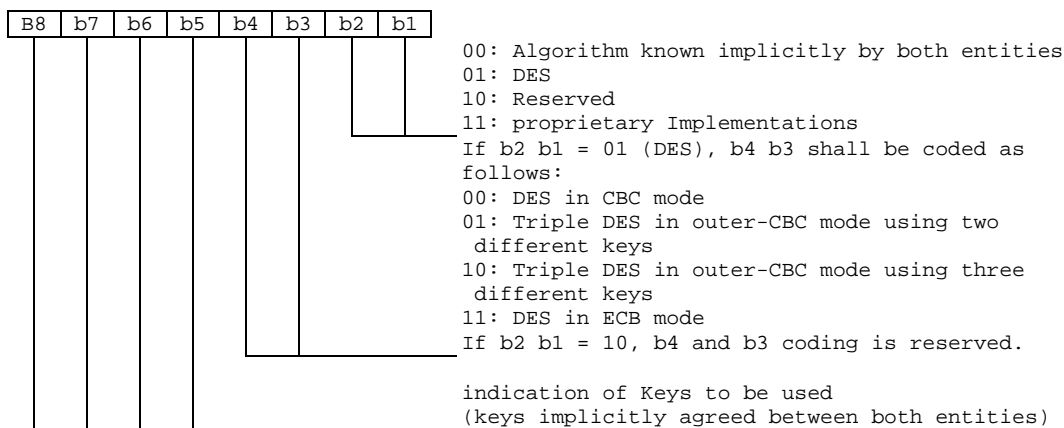 B8 b7 b6 b5 b4 b3 b2 b1
00: Algorithm known implicitly by both entities
01: DES
10: Reserved
11: proprietary Implementations
If b2 b1 = 01 (DES), b4 b3 shall be coded as
follows:
00: DES in CBC mode
01: Triple DES in outer-CBC mode using two
different keys
10: Triple DES in outer-CBC mode using three
different keys
11: DES in ECB mode
If b2 b1 = 10, b4 and b3 coding is reserved.
indication of Keys to be used
(keys implicitly agreed between both entities)